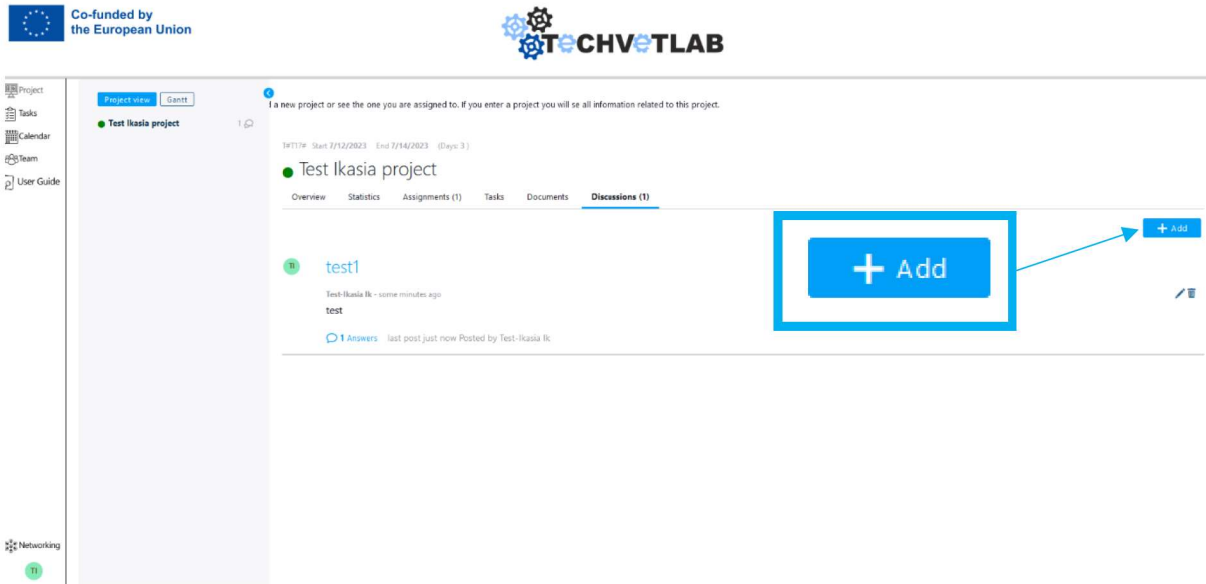 Co-funded by
the European Union
TECHVETLAB
Project
Tasks
Calendar
Team
User Guide
Project view Gantt
Test Ikasia project 1
l a new project or see the one you are assigned to. If you enter a project you will se all information related to this project.
Start 7/12/2023 End 7/14/2023 (Days: 3 )
Test Ikasia project
Overview Statistics Assignments (1) Tasks Documents Discussions (1)
+ Add
+ Add
TI test1
Test-Ikasia Ik - some minutes ago
test
1 Answers last post just now Posted by Test-Ikasia Ik
Networking
TI